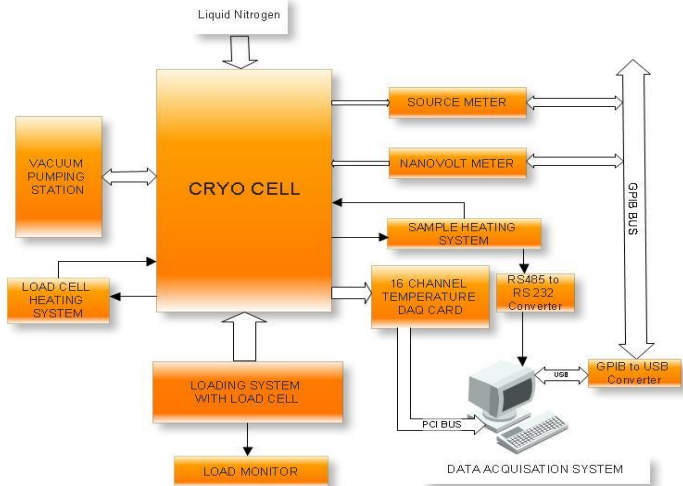 Liquid Nitrogen
SOURCE METER
NANOVOLT METER
VACUUM
PUMPING
STATION
CRYO CELL
GPIB BUS
SAMPLE HEATING
SYSTEM
LOAD CELL
HEATING
SYSTEM
16 CHANNEL
TEMPERATURE
DAQ CARD
RS485 to
RS 232
Converter
LOADING SYSTEM
WITH LOAD CELL
USB
GPIB to USB
Converter
PCI BUS
LOAD MONITOR
DATA ACQUISATION SYSTEM